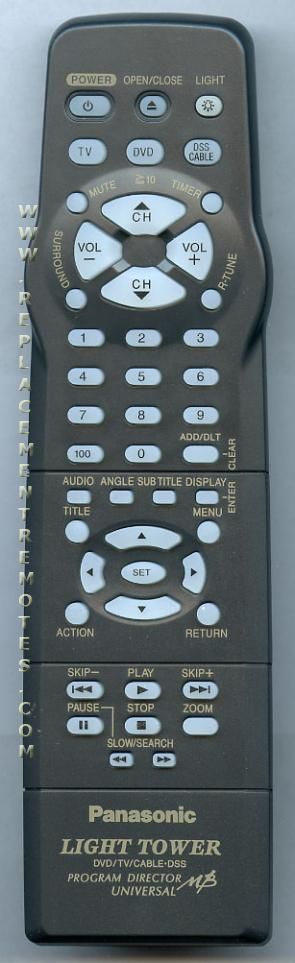 POWER OPEN/CLOSE LIGHT
TV DVD DSS CABLE
MUTE ≧10 TIMER
CH
VOL − VOL +
SURROUND CH R-TUNE
1 2 3
4 5 6
7 8 9
ADD/DLT
100 0 CLEAR
AUDIO ANGLE SUB TITLE DISPLAY
ENTER
TITLE MENU
SET
ACTION RETURN
SKIP− PLAY SKIP+
PAUSE STOP ZOOM
SLOW/SEARCH
Panasonic
LIGHT TOWER
DVD/TV/CABLE•DSS
PROGRAM DIRECTOR
UNIVERSAL
WWW.REPLACEMENTREMOTES.COM